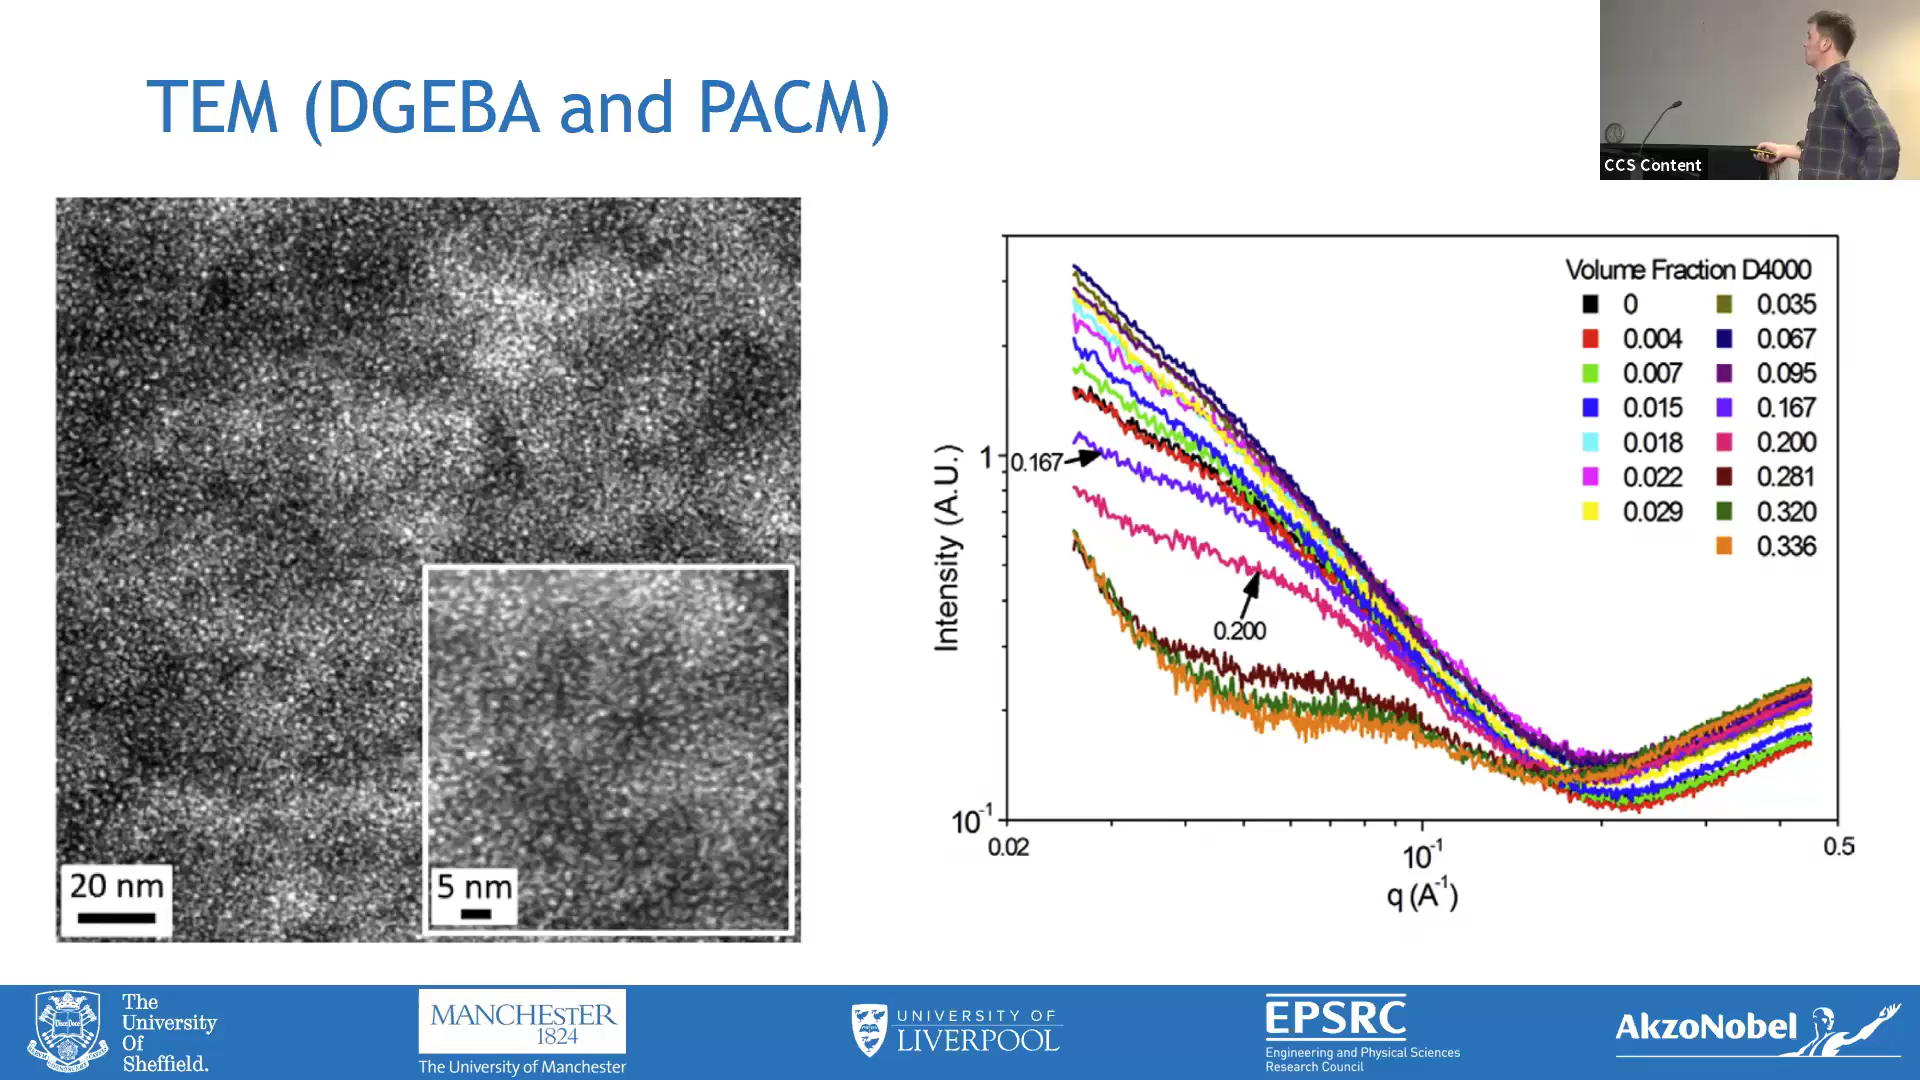 TEM (DGEBA and PACM)
CCS Content
20 nm
5 nm
Volume Fraction D4000
0
0.004
0.007
0.015
0.018
0.022
0.029
0.035
0.067
0.095
0.167
0.200
0.281
0.320
0.336
Intensity (A.U.)
1
0.167
0.200
10⁻¹
0.02
10⁻¹
0.5
q (A⁻¹)
The
University
Of
Sheffield.
MANCHESTER
1824
The University of Manchester
UNIVERSITY OF
LIVERPOOL
EPSRC
Engineering and Physical Sciences
Research Council
AkzoNobel